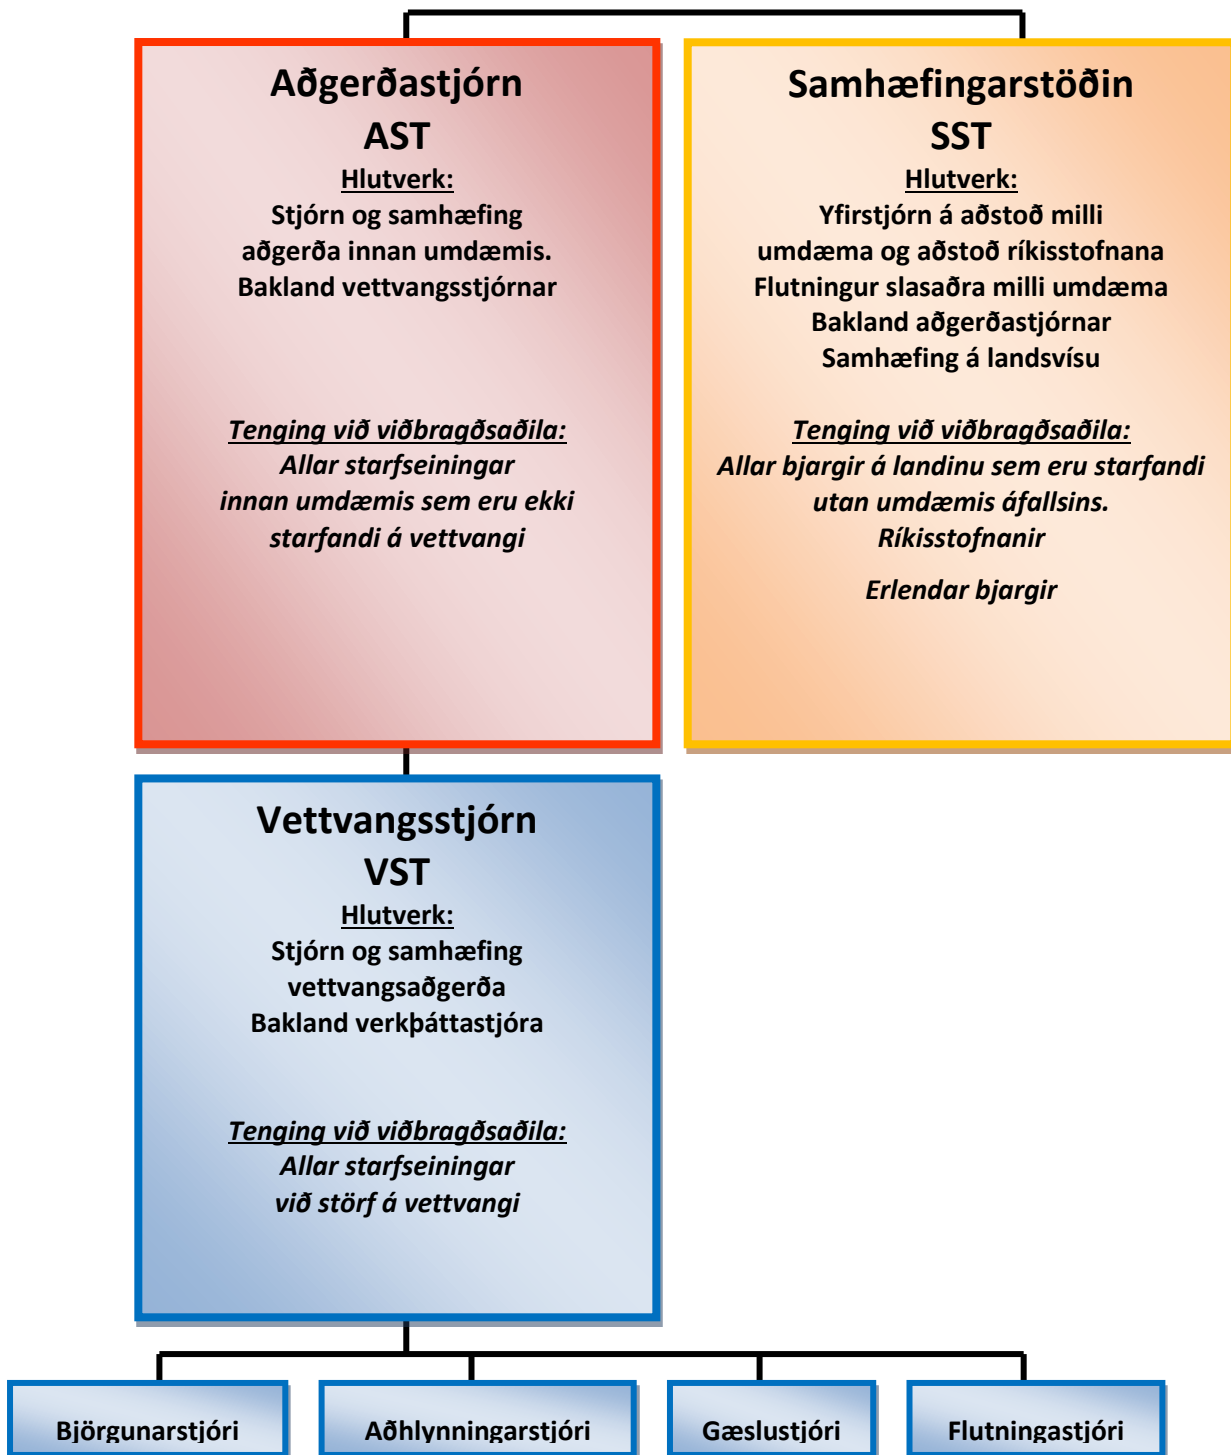 Aðgerðastjórn
AST
Hlutverk:
Stjórn og samhæfing
aðgerða innan umdæmis.
Bakland vettvangsstjórnar
Tenging við viðbragðsaðila:
Allar starfseiningar
innan umdæmis sem eru ekki
starfandi á vettvangi
Samhæfingarstöðin
SST
Hlutverk:
Yfirstjórn á aðstoð milli
umdæma og aðstoð ríkisstofnana
Flutningur slasaðra milli umdæma
Bakland aðgerðastjórnar
Samhæfing á landsvísu
Tenging við viðbragðsaðila:
Allar bjargir á landinu sem eru starfandi
utan umdæmis áfallsins.
Ríkisstofnanir
Erlendar bjargir
Vettvangsstjórn
VST
Hlutverk:
Stjórn og samhæfing
vettvangsaðgerða
Bakland verkþáttastjóra
Tenging við viðbragðsaðila:
Allar starfseiningar
við störf á vettvangi
Björgunarstjóri
Aðhlynningarstjóri
Gæslustjóri
Flutningastjóri